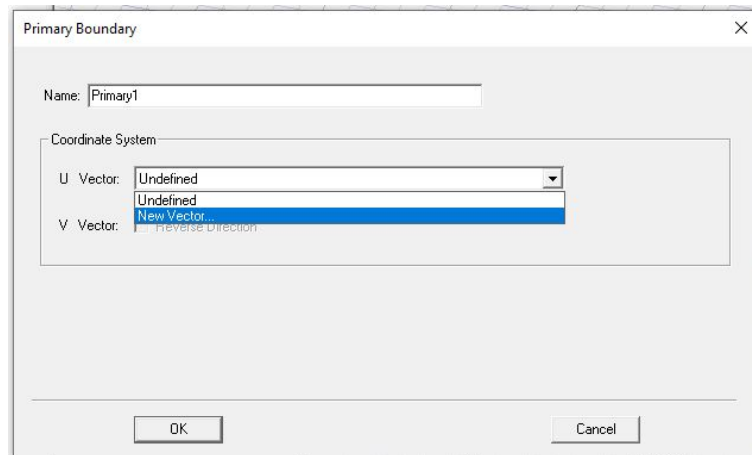 Primary Boundary
Name: Primary1
Coordinate System
U Vector: Undefined
Undefined
New Vector...
V Vector: Reverse Direction
OK Cancel